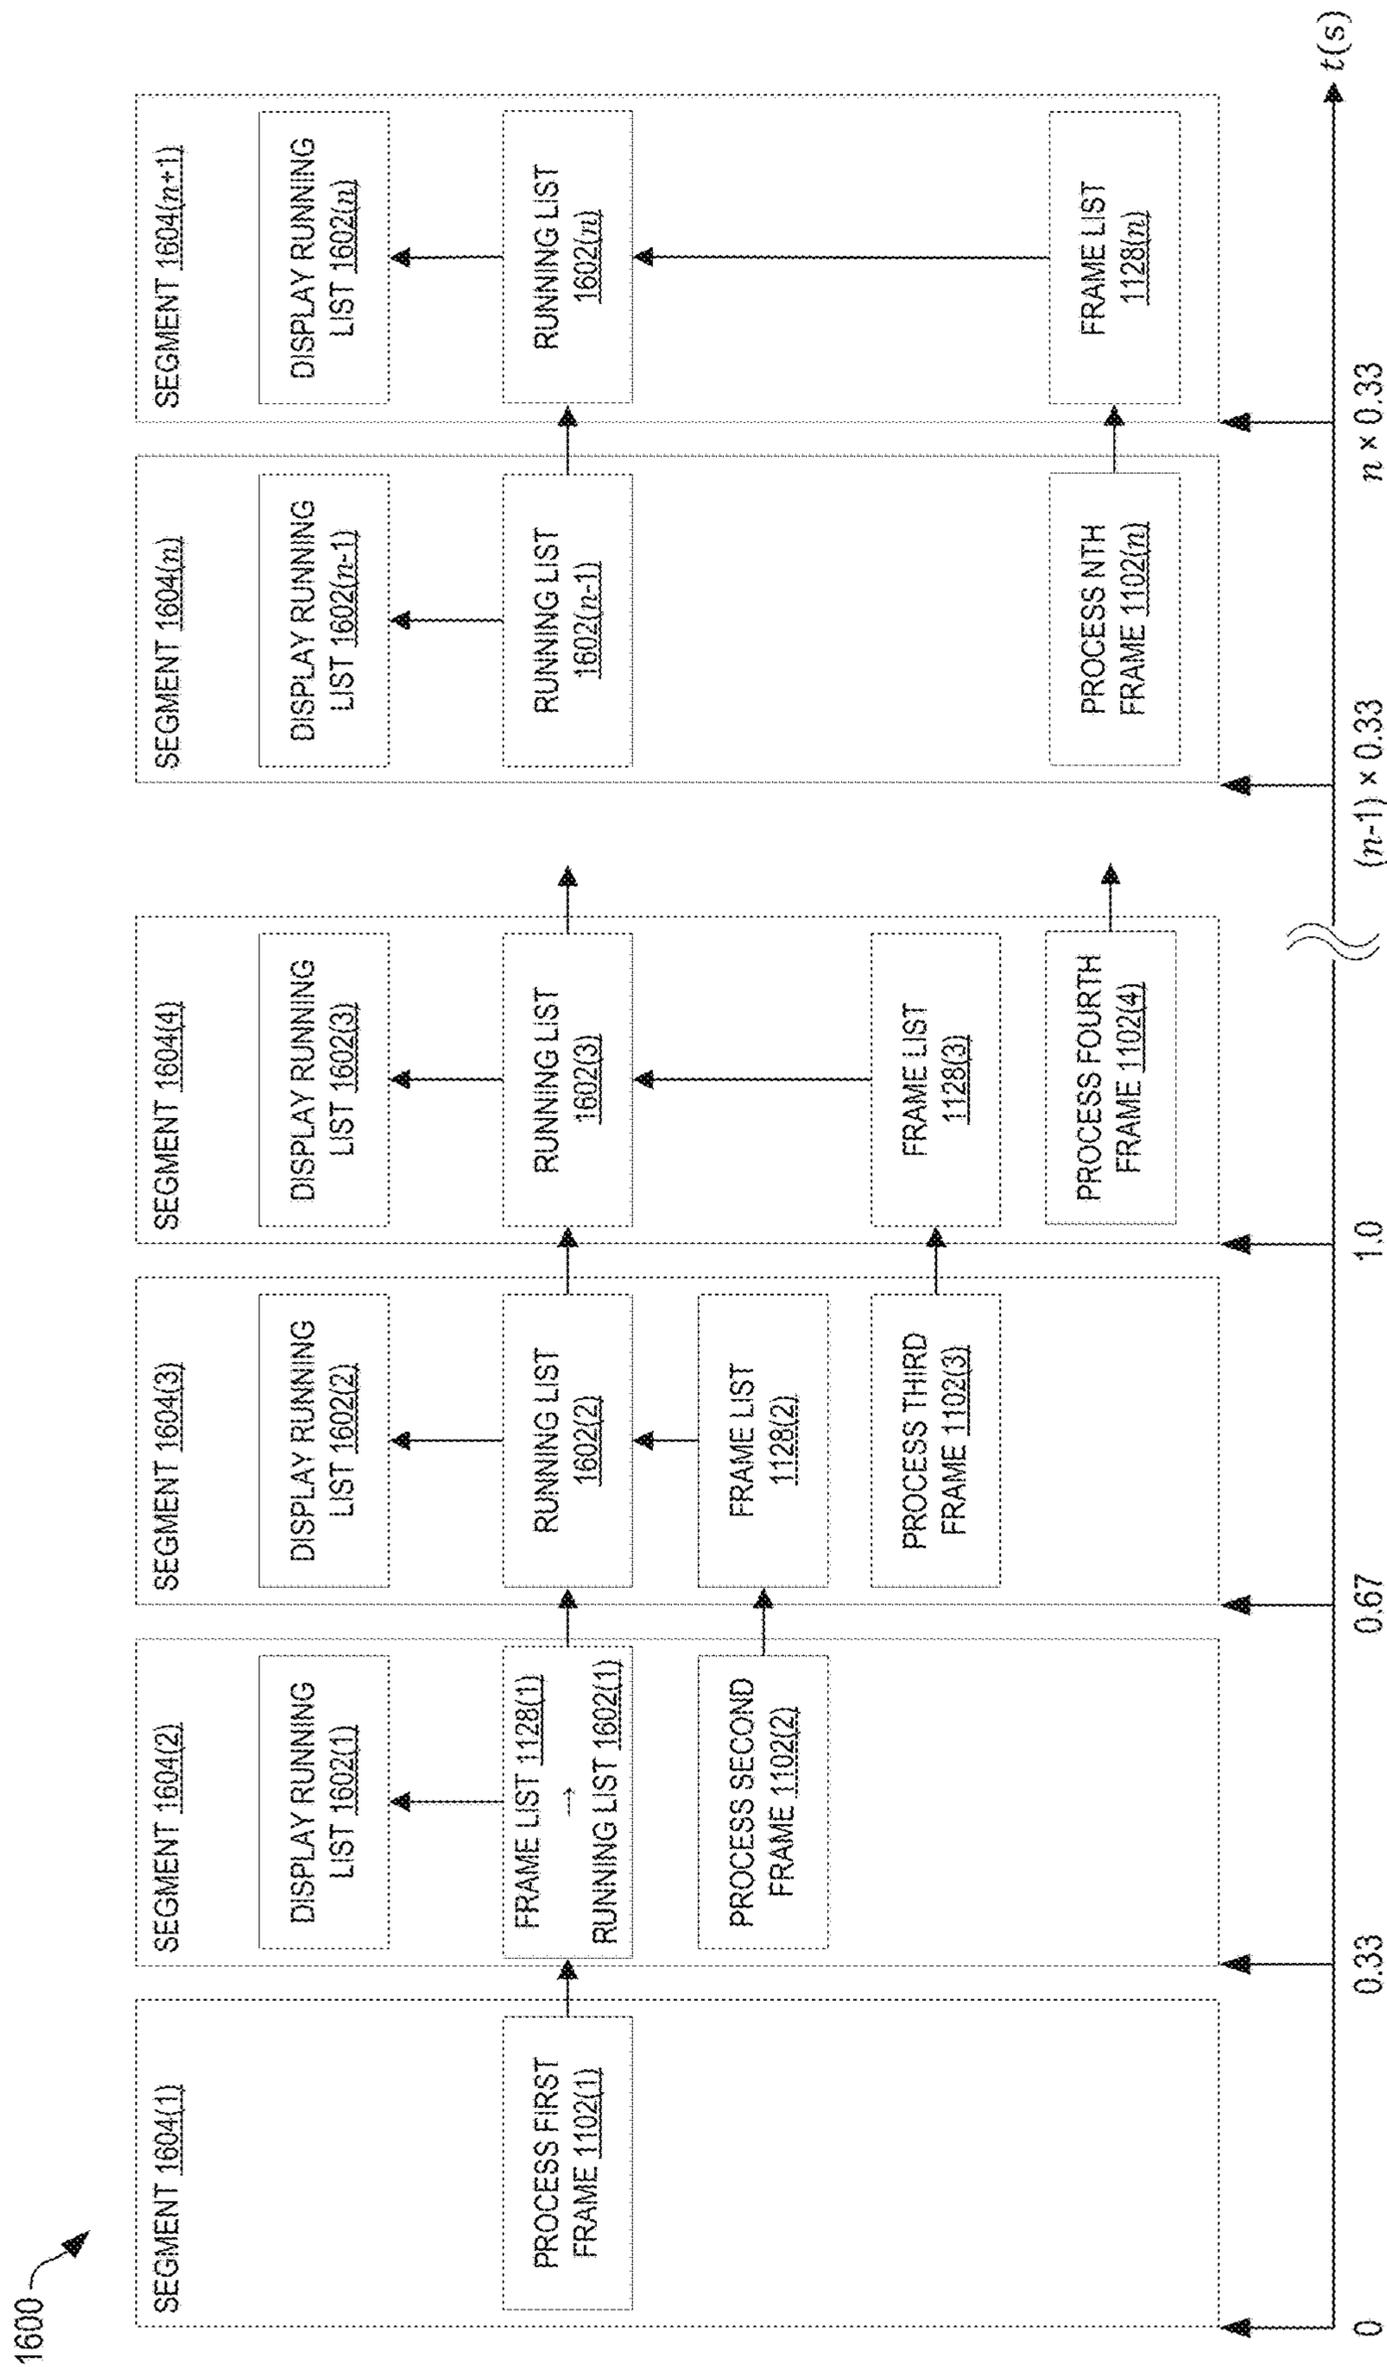 1600
SEGMENT 1604(1)
PROCESS FIRST
FRAME 1102(1)
SEGMENT 1604(2)
DISPLAY RUNNING
LIST 1602(1)
FRAME LIST 1128(1)
→
RUNNING LIST 1602(1)
PROCESS SECOND
FRAME 1102(2)
SEGMENT 1604(3)
DISPLAY RUNNING
LIST 1602(2)
RUNNING LIST
1602(2)
FRAME LIST
1128(2)
PROCESS THIRD
FRAME 1102(3)
SEGMENT 1604(4)
DISPLAY RUNNING
LIST 1602(3)
RUNNING LIST
1602(3)
FRAME LIST
1128(3)
PROCESS FOURTH
FRAME 1102(4)
SEGMENT 1604(n)
DISPLAY RUNNING
LIST 1602(n-1)
RUNNING LIST
1602(n-1)
PROCESS NTH
FRAME 1102(n)
SEGMENT 1604(n+1)
DISPLAY RUNNING
LIST 1602(n)
RUNNING LIST
1602(n)
FRAME LIST
1128(n)
0
0.33
0.67
1.0
(n-1) × 0.33
n × 0.33
t(s)